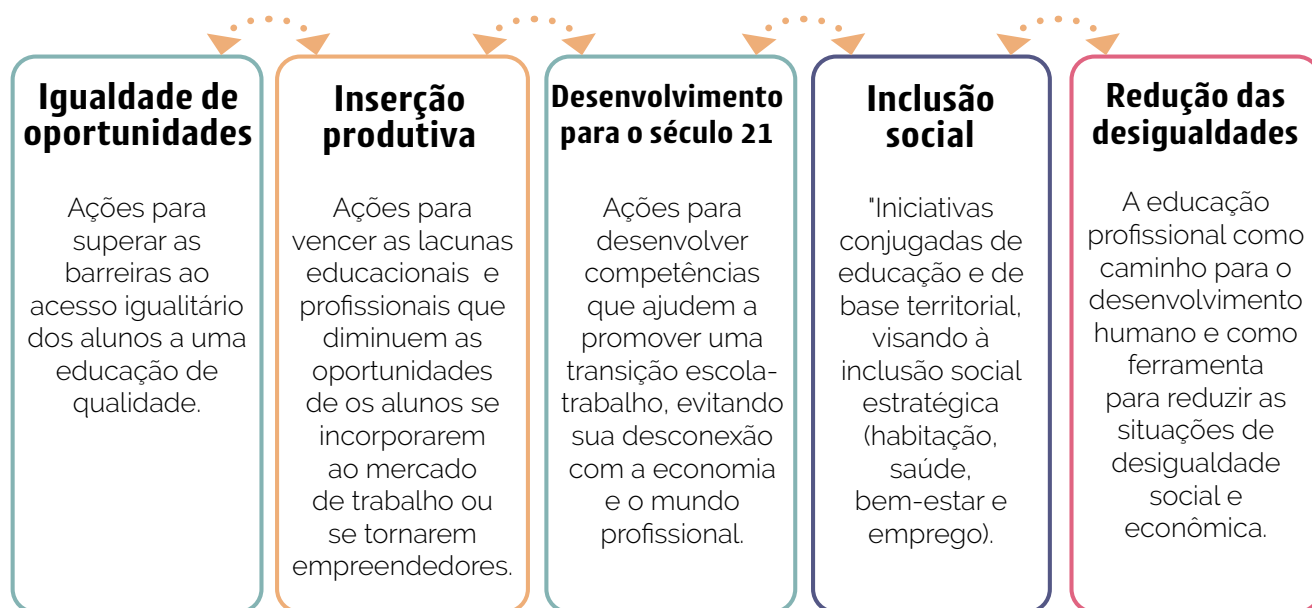 Igualdade de
oportunidades
Ações para
superar as
barreiras ao
acesso igualitário
dos alunos a uma
educação de
qualidade.
Inserção
produtiva
Ações para
vencer as lacunas
educacionais e
profissionais que
diminuem as
oportunidades
de os alunos se
incorporarem
ao mercado
de trabalho ou
se tornarem
empreendedores.
Desenvolvimento
para o século 21
Ações para
desenvolver
competências
que ajudem a
promover uma
transição escola-
trabalho, evitando
sua desconexão
com a economia
e o mundo
profissional.
Inclusão
social
"Iniciativas
conjugadas de
educação e de
base territorial,
visando à
inclusão social
estratégica
(habitação,
saúde,
bem-estar e
emprego).
Redução das
desigualdades
A educação
profissional como
caminho para o
desenvolvimento
humano e como
ferramenta
para reduzir as
situações de
desigualdade
social e
econômica.